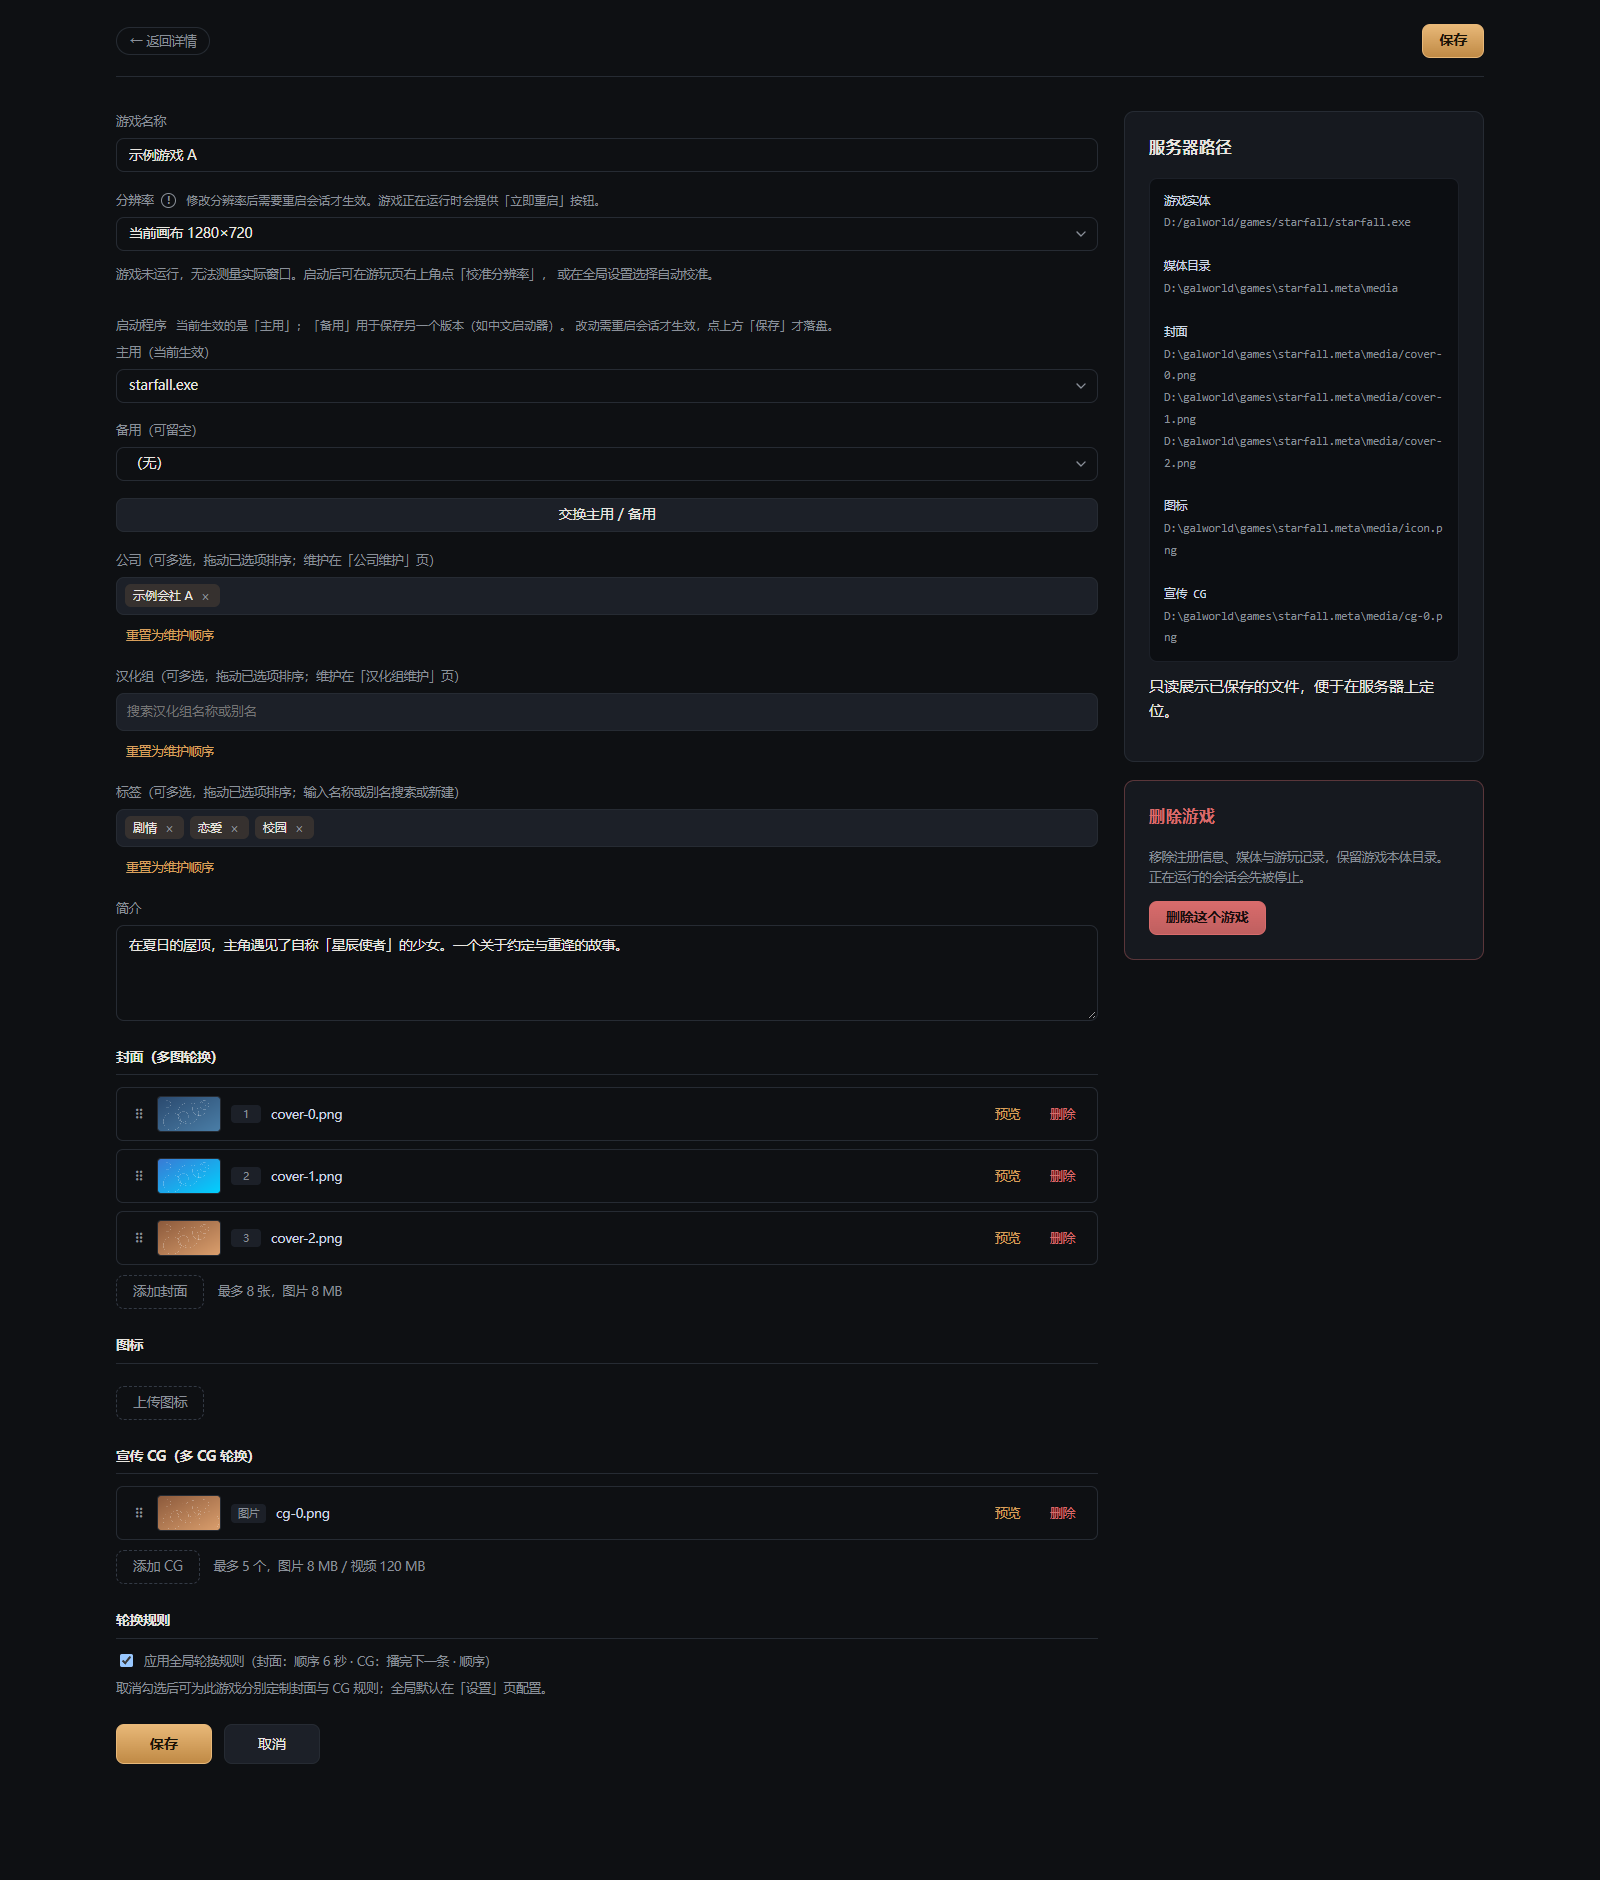 ← 返回详情
保存
游戏名称
示例游戏 A
分辨率 ! 修改分辨率后需要重启会话才生效。游戏正在运行时会提供「立即重启」按钮。
当前画布 1280×720
游戏未运行，无法测量实际窗口。启动后可在游玩页右上角点「校准分辨率」， 或在全局设置选择自动校准。
启动程序 当前生效的是「主用」；「备用」用于保存另一个版本（如中文启动器）。 改动需重启会话才生效，点上方「保存」才落盘。
主用（当前生效）
starfall.exe
备用（可留空）
（无）
交换主用 / 备用
公司（可多选，拖动已选项排序；维护在「公司维护」页）
示例会社 A ×
重置为维护顺序
汉化组（可多选，拖动已选项排序；维护在「汉化组维护」页）
搜索汉化组名称或别名
重置为维护顺序
标签（可多选，拖动已选项排序；输入名称或别名搜索或新建）
剧情 × 恋爱 × 校园 ×
重置为维护顺序
简介
在夏日的屋顶，主角遇见了自称「星辰使者」的少女。一个关于约定与重逢的故事。
封面（多图轮换）
1 cover-0.png 预览 删除
2 cover-1.png 预览 删除
3 cover-2.png 预览 删除
添加封面 最多 8 张，图片 8 MB
图标
上传图标
宣传 CG（多 CG 轮换）
图片 cg-0.png 预览 删除
添加 CG 最多 5 个，图片 8 MB / 视频 120 MB
轮换规则
应用全局轮换规则（封面：顺序 6 秒 · CG：播完下一条 · 顺序）
取消勾选后可为此游戏分别定制封面与 CG 规则；全局默认在「设置」页配置。
保存 取消
服务器路径
游戏实体
D:/galworld/games/starfall/starfall.exe
媒体目录
D:\galworld\games\starfall.meta\media
封面
D:\galworld\games\starfall.meta\media/cover-
0.png
D:\galworld\games\starfall.meta\media/cover-
1.png
D:\galworld\games\starfall.meta\media/cover-
2.png
图标
D:\galworld\games\starfall.meta\media/icon.p
ng
宣传 CG
D:\galworld\games\starfall.meta\media/cg-0.p
ng
只读展示已保存的文件，便于在服务器上定
位。
删除游戏
移除注册信息、媒体与游玩记录，保留游戏本体目录。
正在运行的会话会先被停止。
删除这个游戏